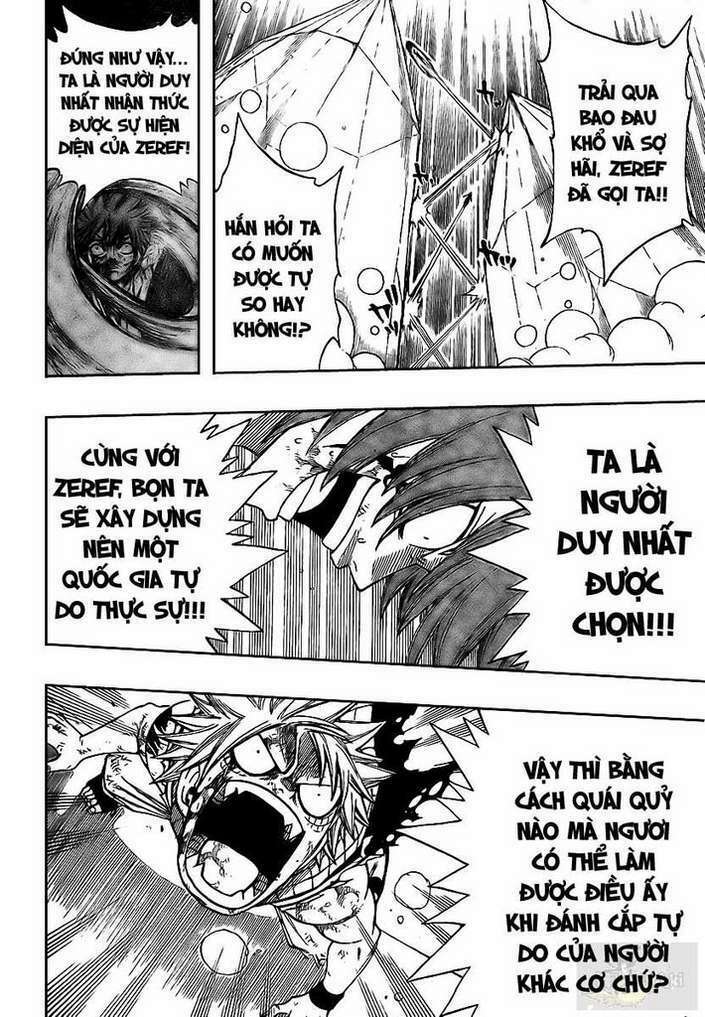 TRẢI QUA
BAO ĐAU
KHỔ VÀ SỢ
HÃI, ZEREF
ĐÃ GỌI TA!!
HẮN HỎI TA
CÓ MUỐN
ĐƯỢC TỰ
SO HAY
KHÔNG!?
ĐÚNG NHƯ VẬY...
TA LÀ NGƯỜI DUY
NHẤT NHẬN THỨC
ĐƯỢC SỰ HIỆN
DIỆN CỦA ZEREF!
TA LÀ
NGƯỜI
DUY NHẤT
ĐƯỢC
CHỌN!!!
CÙNG VỚI
ZEREF, BỌN TA
SẼ XÂY DỰNG
NÊN MỘT
QUỐC GIA TỰ
DO THỰC SỰ!!!
VẬY THÌ BẰNG
CÁCH QUÁI QUỶ
NÀO MÀ NGƯƠI
CÓ THỂ LÀM
ĐƯỢC ĐIỀU ẤY
KHI ĐÁNH CẮP TỰ
DO CỦA NGƯỜI
KHÁC CƠ CHỨ?